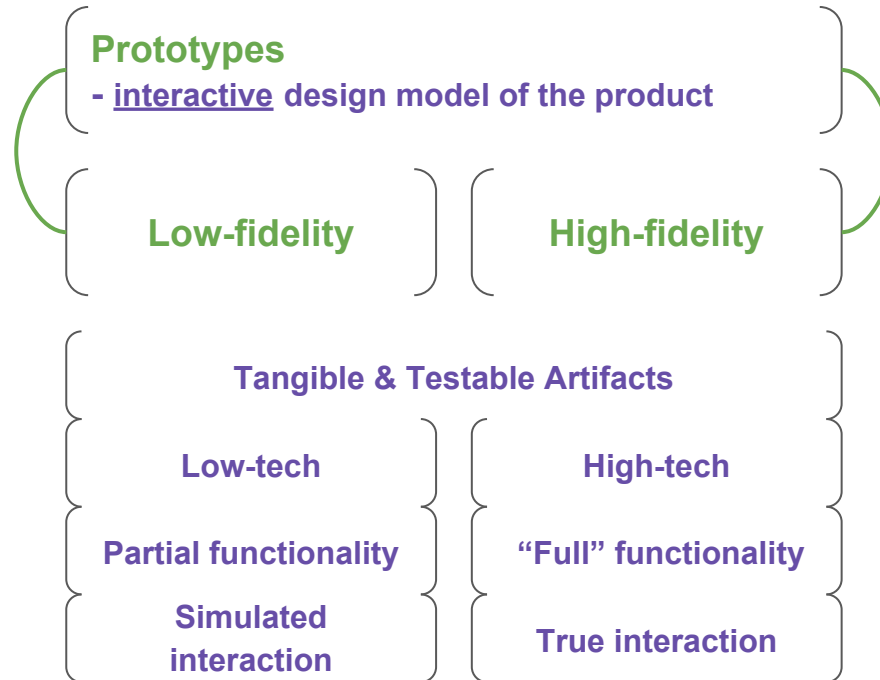 Prototypes
- interactive design model of the product
Low-fidelity
High-fidelity
Tangible & Testable Artifacts
Low-tech
High-tech
Partial functionality
“Full” functionality
Simulated
interaction
True interaction